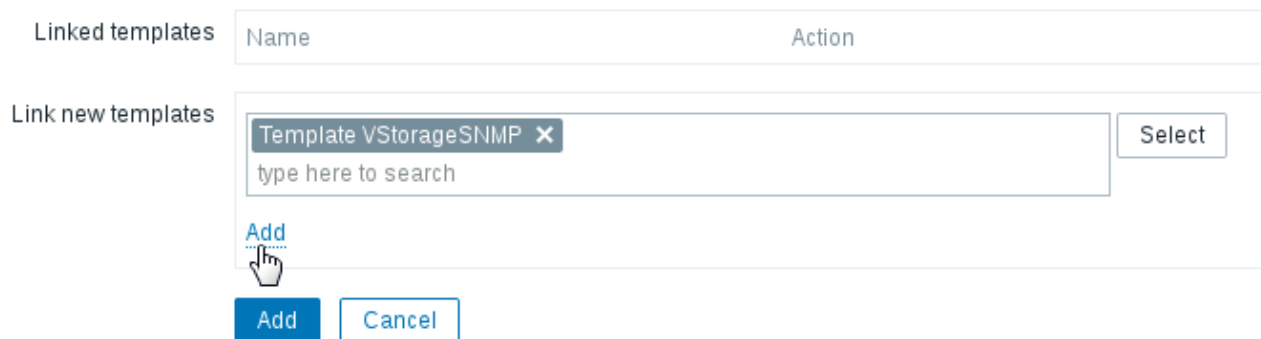 Linked templates Name Action
Link new templates
Template VStorageSNMP ✕ Select
type here to search
Add
Add Cancel